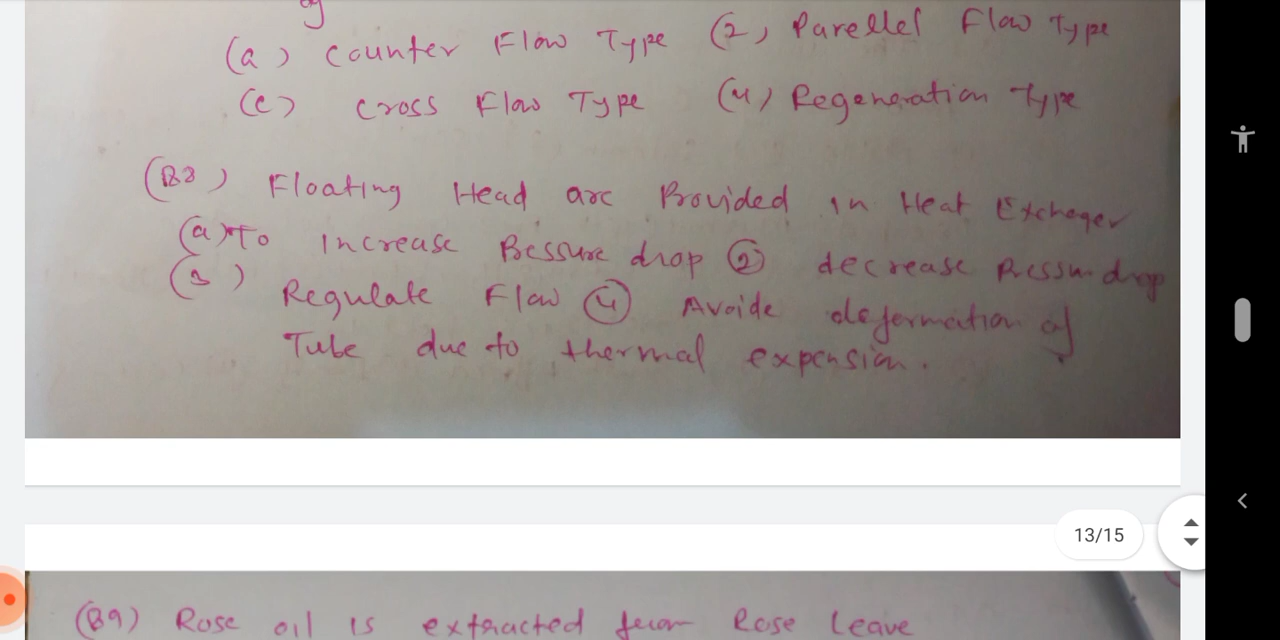 (a) Counter Flow Type (2) Parellel Flow Type
(c) Cross Flow Type (4) Regeneration Type
(88) Floating Head are Provided in Heat Exchager
(a) To Increase Pressure drop (2) decrease Pressure drop
(3) Regulate Flow (4) Avoide deformation of
Tube due to thermal expension.
13/15
(89) Rose oil is extracted from Rose Leave